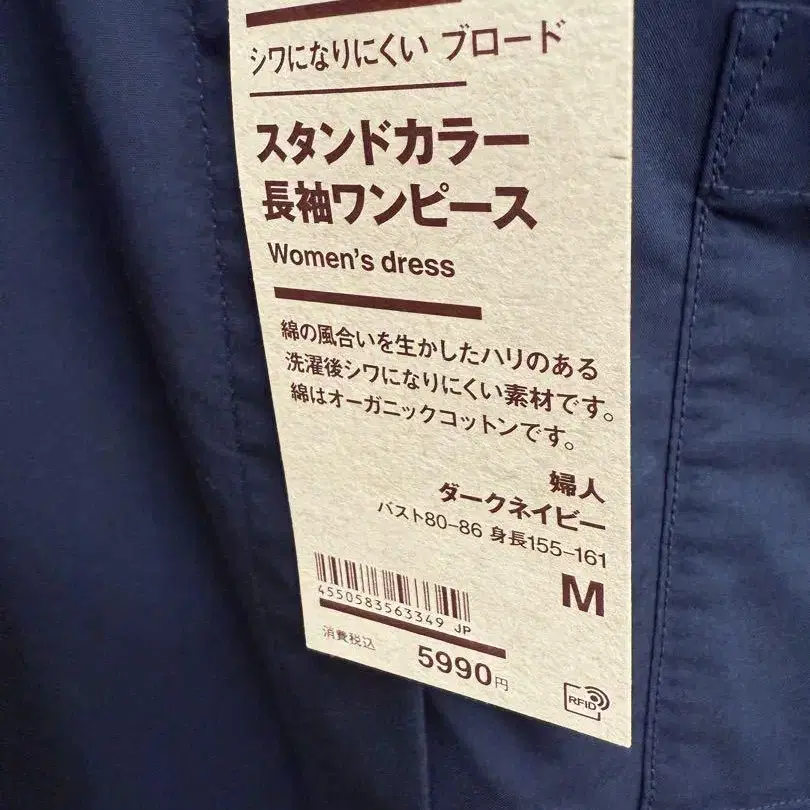 シワになりにくい ブロード
スタンドカラー
長袖ワンピース
Women's dress
綿の風合いを生かしたハリのある
洗濯後シワになりにくい素材です。
綿はオーガニックコットンです。
婦人
ダークネイビー
バスト80–86 身長155–161
M
4550583563349 JP
消費税込 5990円
RFID